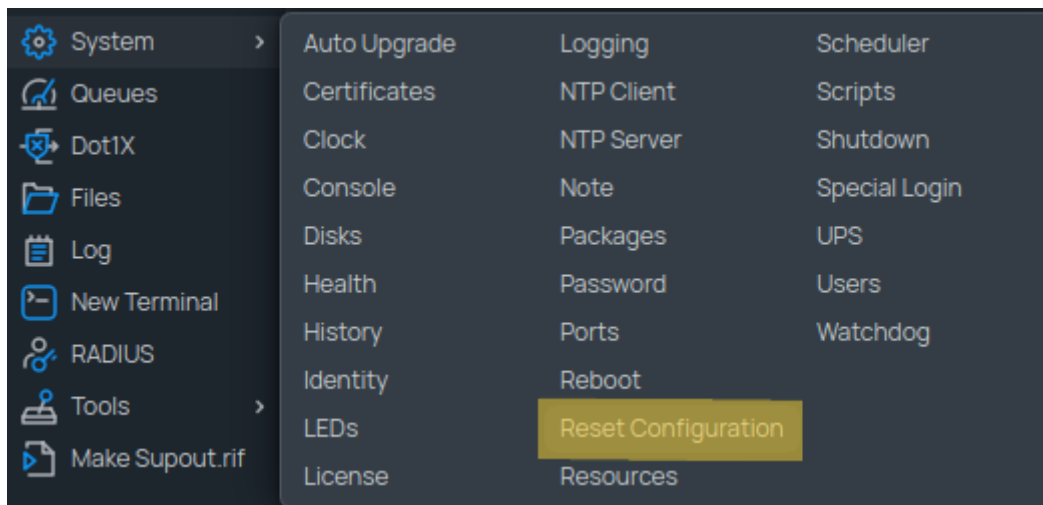 System
Queues
Dot1X
Files
Log
New Terminal
RADIUS
Tools
Make Supout.rif
Auto Upgrade
Certificates
Clock
Console
Disks
Health
History
Identity
LEDs
License
Logging
NTP Client
NTP Server
Note
Packages
Password
Ports
Reboot
Reset Configuration
Resources
Scheduler
Scripts
Shutdown
Special Login
UPS
Users
Watchdog